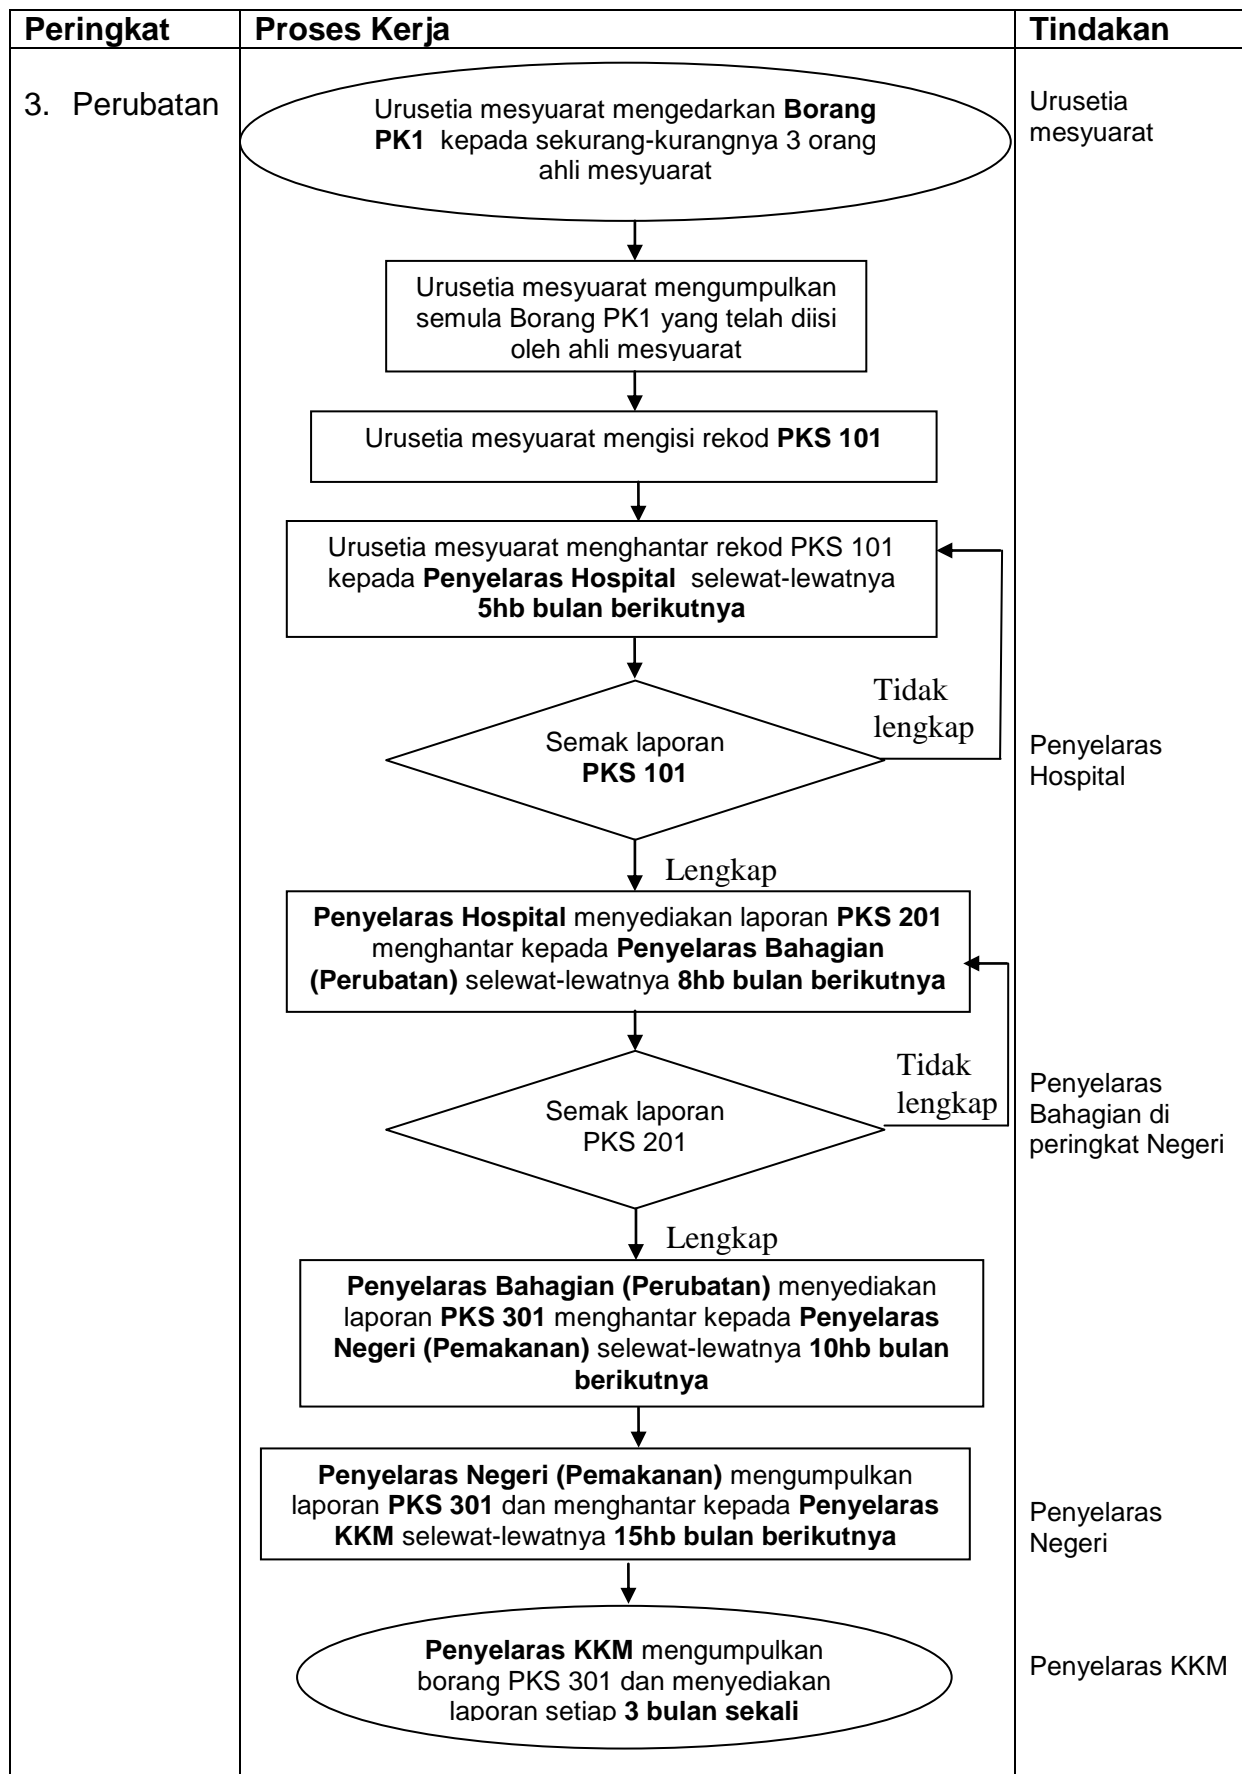 Peringkat
Proses Kerja
Tindakan
3. Perubatan
Urusetia mesyuarat mengedarkan Borang
PK1 kepada sekurang-kurangnya 3 orang
ahli mesyuarat
Urusetia
mesyuarat
Urusetia mesyuarat mengumpulkan
semula Borang PK1 yang telah diisi
oleh ahli mesyuarat
Urusetia mesyuarat mengisi rekod PKS 101
Urusetia mesyuarat menghantar rekod PKS 101
kepada Penyelaras Hospital selewat-lewatnya
5hb bulan berikutnya
Tidak
lengkap
Semak laporan
PKS 101
Penyelaras
Hospital
Lengkap
Penyelaras Hospital menyediakan laporan PKS 201
menghantar kepada Penyelaras Bahagian
(Perubatan) selewat-lewatnya 8hb bulan berikutnya
Tidak
lengkap
Semak laporan
PKS 201
Penyelaras
Bahagian di
peringkat Negeri
Lengkap
Penyelaras Bahagian (Perubatan) menyediakan
laporan PKS 301 menghantar kepada Penyelaras
Negeri (Pemakanan) selewat-lewatnya 10hb bulan
berikutnya
Penyelaras Negeri (Pemakanan) mengumpulkan
laporan PKS 301 dan menghantar kepada Penyelaras
KKM selewat-lewatnya 15hb bulan berikutnya
Penyelaras
Negeri
Penyelaras KKM mengumpulkan
borang PKS 301 dan menyediakan
laporan setiap 3 bulan sekali
Penyelaras KKM